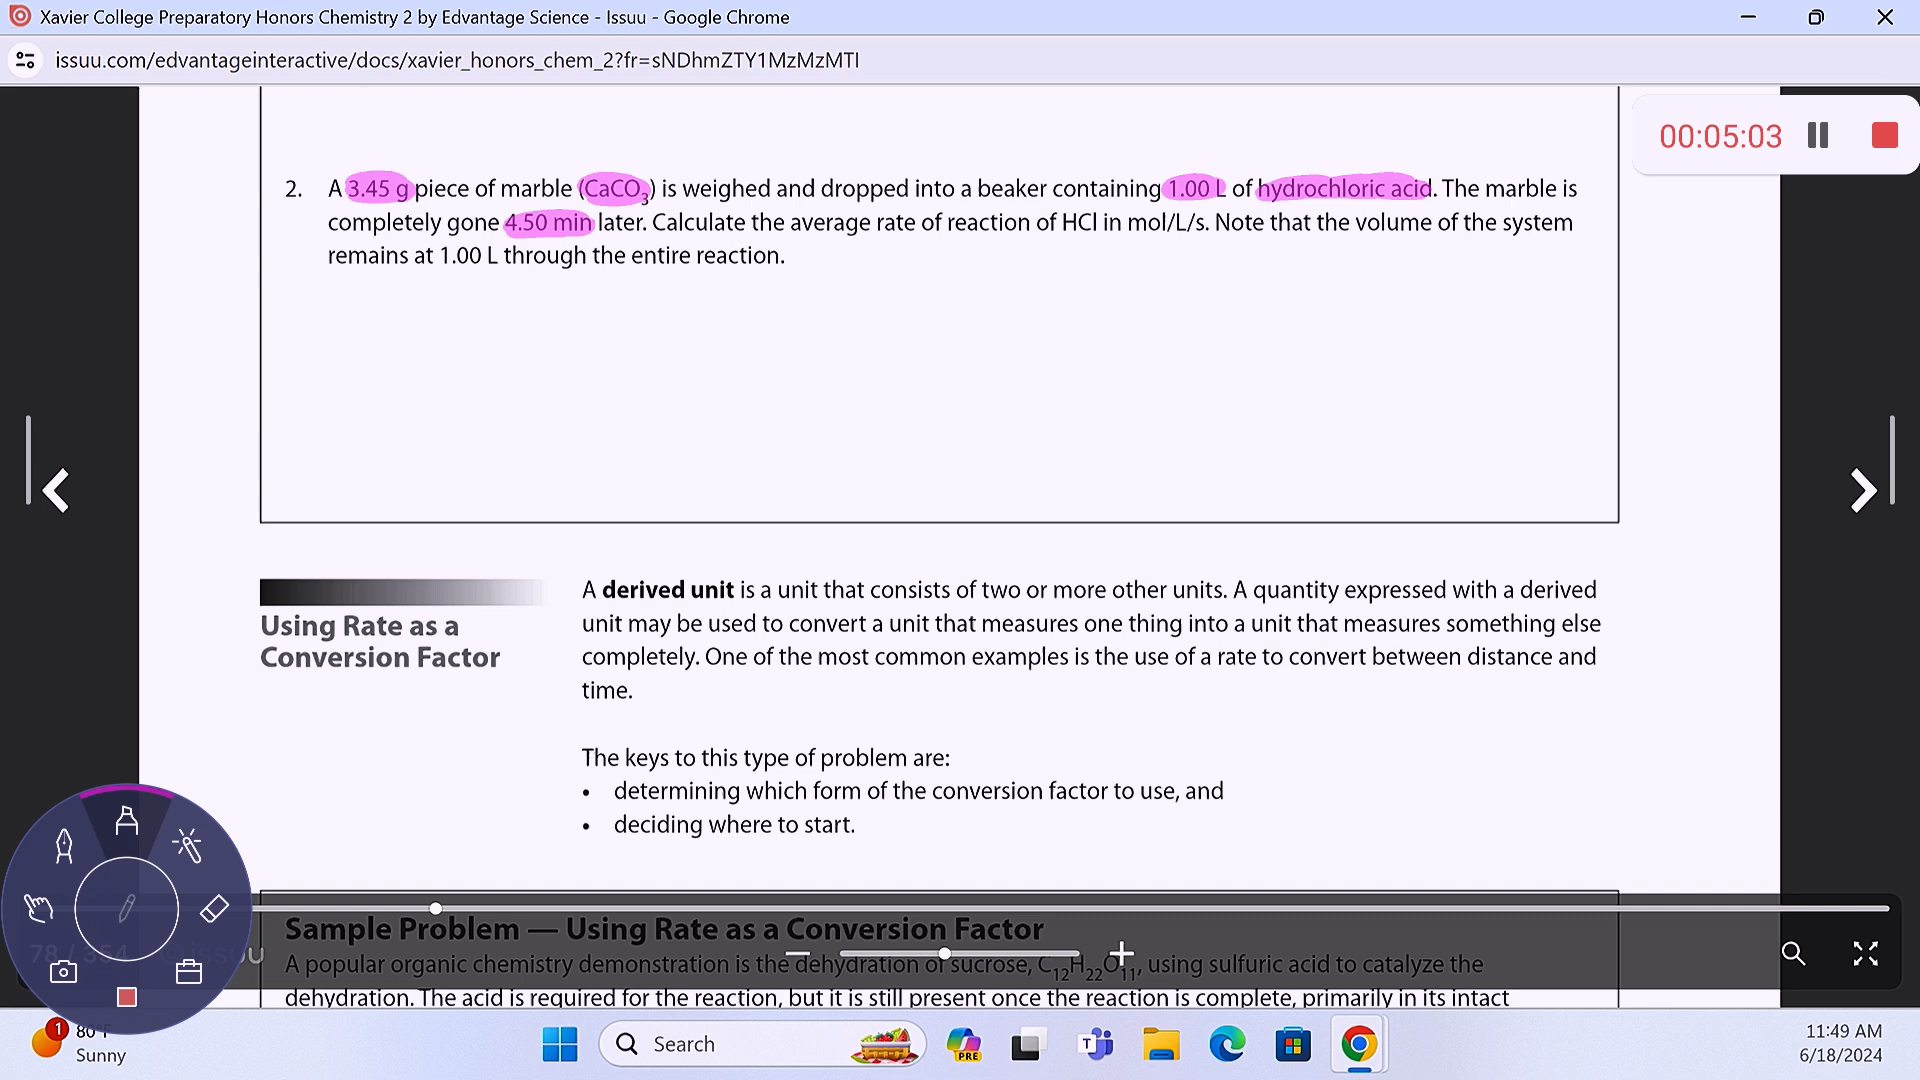 Xavier College Preparatory Honors Chemistry 2 by Edvantage Science - Issuu - Google Chrome
issuu.com/edvantageinteractive/docs/xavier_honors_chem_2?fr=sNDhmZTY1MzMzMTI
00:05:03
2. A 3.45 g piece of marble (CaCO₃) is weighed and dropped into a beaker containing 1.00 L of hydrochloric acid. The marble is
completely gone 4.50 min later. Calculate the average rate of reaction of HCl in mol/L/s. Note that the volume of the system
remains at 1.00 L through the entire reaction.
Using Rate as a
Conversion Factor
A derived unit is a unit that consists of two or more other units. A quantity expressed with a derived
unit may be used to convert a unit that measures one thing into a unit that measures something else
completely. One of the most common examples is the use of a rate to convert between distance and
time.
The keys to this type of problem are:
• determining which form of the conversion factor to use, and
• deciding where to start.
Sample Problem — Using Rate as a Conversion Factor
A popular organic chemistry demonstration is the dehydration of sucrose, C₁₂H₂₂O₁₁, using sulfuric acid to catalyze the
dehydration. The acid is required for the reaction, but it is still present once the reaction is complete, primarily in its intact
78 / 354
1
80°F
Sunny
Search
PRE
11:49 AM
6/18/2024